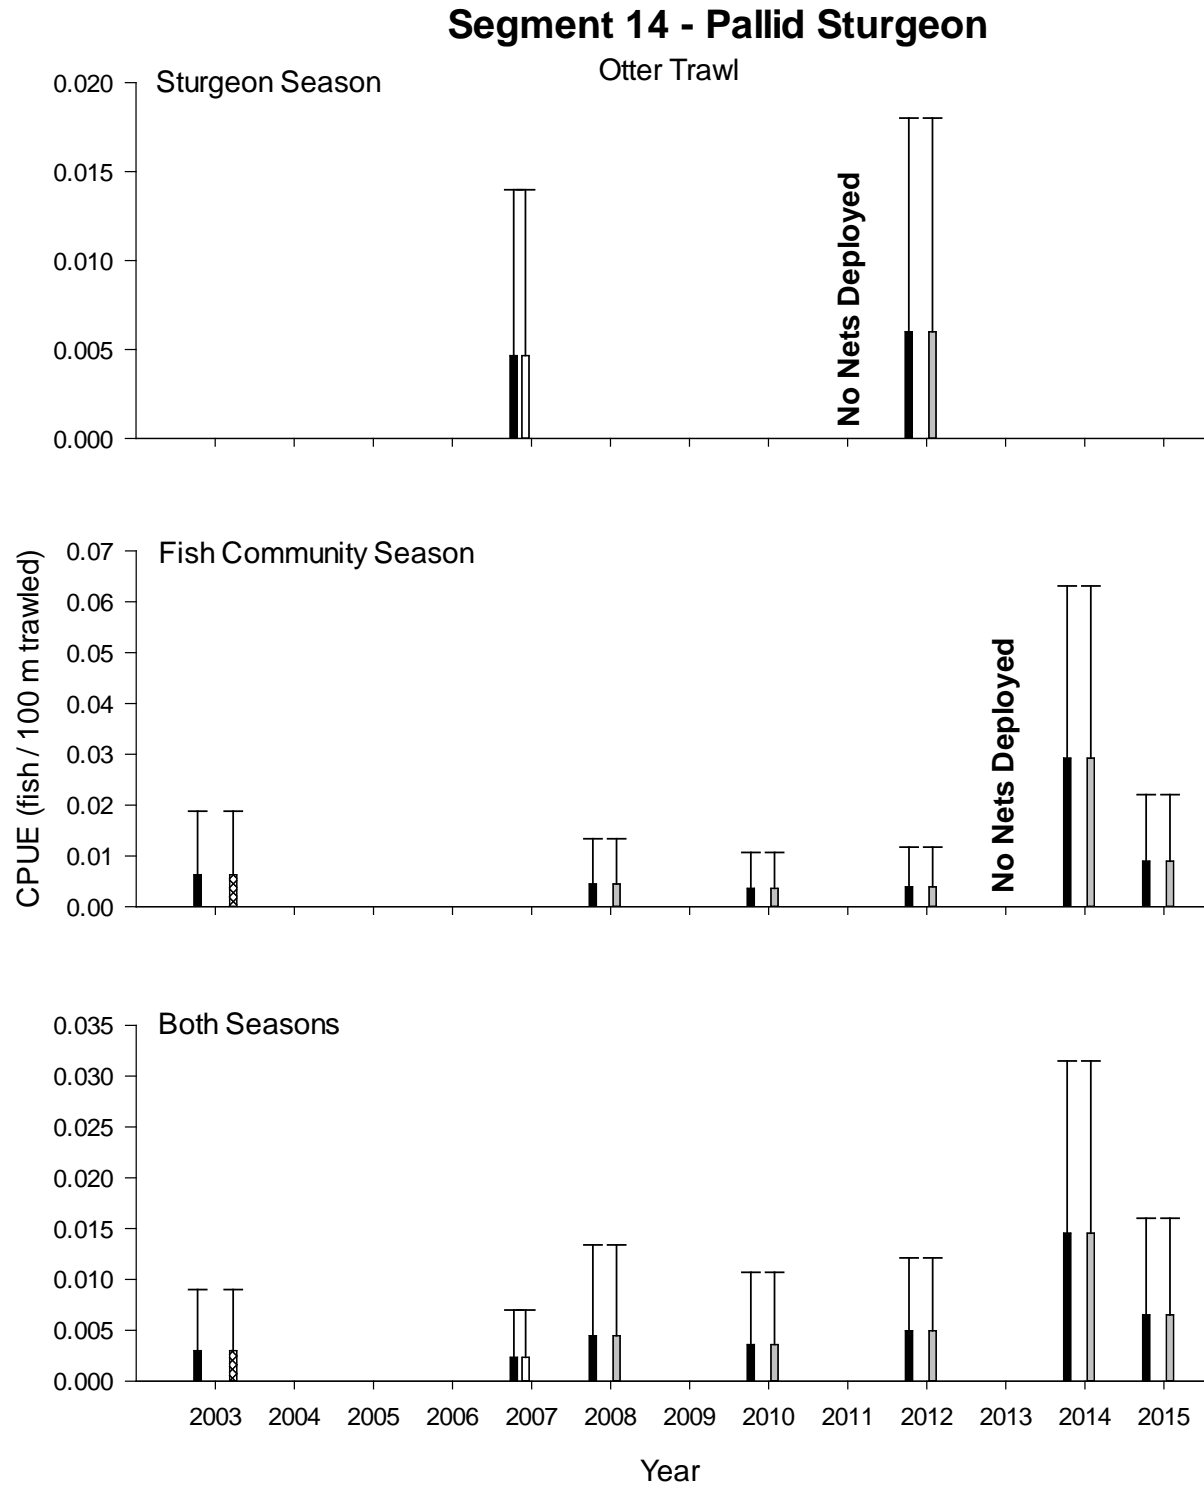 Segment 14 - Pallid Sturgeon
Otter Trawl
Sturgeon Season
0.020
0.015
0.010
0.005
0.000
No Nets Deployed
CPUE (fish / 100 m trawled)
Fish Community Season
0.07
0.06
0.05
0.04
0.03
0.02
0.01
0.00
No Nets Deployed
Both Seasons
0.035
0.030
0.025
0.020
0.015
0.010
0.005
0.000
2003 2004 2005 2006 2007 2008 2009 2010 2011 2012 2013 2014 2015
Year